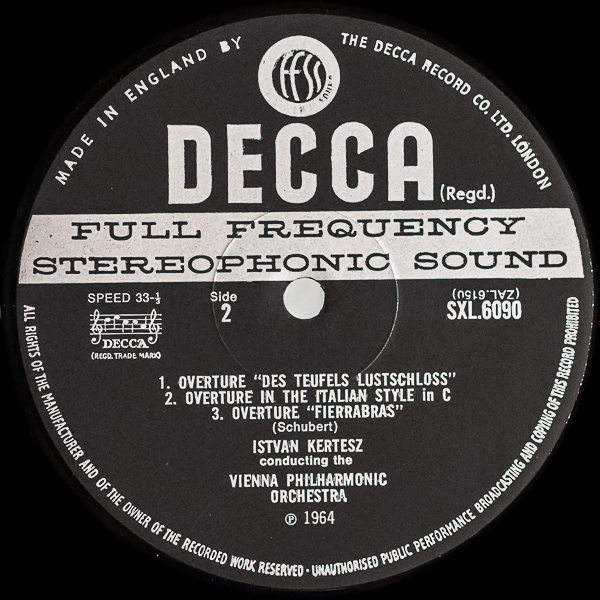 MADE IN ENGLAND BY
THE DECCA RECORD CO. LTD. LONDON
FFSS
DECCA
(Regd.)
FULL FREQUENCY
STEREOPHONIC SOUND
SPEED 33-⅓
Side
2
(ZAL.6150)
SXL.6090
DECCA
(REGD. TRADE MARK)
1. OVERTURE "DES TEUFELS LUSTSCHLOSS"
2. OVERTURE IN THE ITALIAN STYLE in C
3. OVERTURE "FIERRABRAS"
(Schubert)
ISTVAN KERTESZ
conducting the
VIENNA PHILHARMONIC
ORCHESTRA
℗ 1964
ALL RIGHTS OF THE MANUFACTURER AND OF THE OWNER OF THE RECORDED WORK RESERVED · UNAUTHORISED PUBLIC PERFORMANCE BROADCASTING AND COPYING OF THIS RECORD PROHIBITED